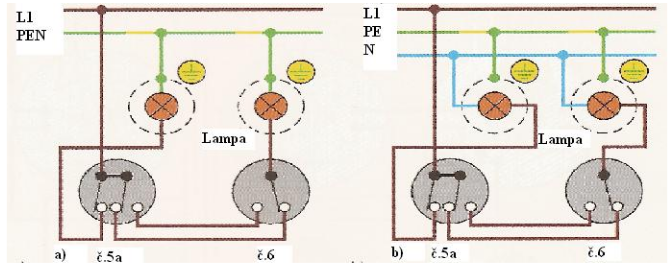 L1
PEN
Lampa
a) č.5a č.6
L1
PE
N
Lampa
b) č.5a č.6